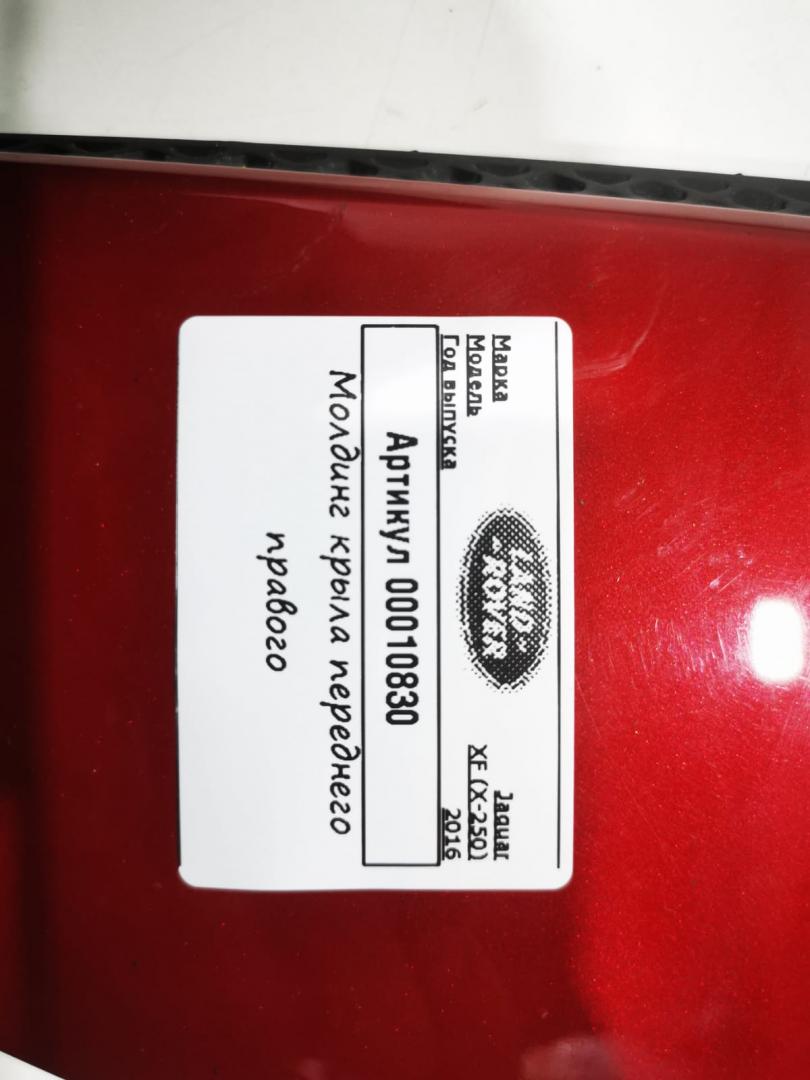 Марка Jaguar
Модель XF (X-250)
Год выпуска 2016
LAND
-ROVER
Артикул 00010830
Молдинг крыла переднего
правого